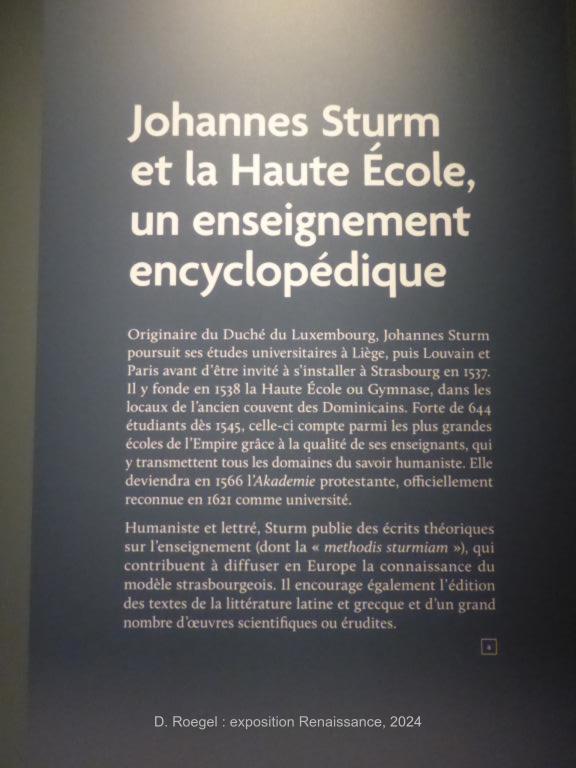 Johannes Sturm
et la Haute École,
un enseignement
encyclopédique
Originaire du Duché du Luxembourg, Johannes Sturm
poursuit ses études universitaires à Liège, puis Louvain et
Paris avant d'être invité à s'installer à Strasbourg en 1537.
Il y fonde en 1538 la Haute École ou Gymnase, dans les
locaux de l'ancien couvent des Dominicains. Forte de 644
étudiants dès 1545, celle-ci compte parmi les plus grandes
écoles de l'Empire grâce à la qualité de ses enseignants, qui
y transmettent tous les domaines du savoir humaniste. Elle
deviendra en 1566 l'Akademie protestante, officiellement
reconnue en 1621 comme université.
Humaniste et lettré, Sturm publie des écrits théoriques
sur l'enseignement (dont la « methodis sturmiam »), qui
contribuent à diffuser en Europe la connaissance du
modèle strasbourgeois. Il encourage également l'édition
des textes de la littérature latine et grecque et d'un grand
nombre d'œuvres scientifiques ou érudites.
D. Roegel : exposition Renaissance, 2024